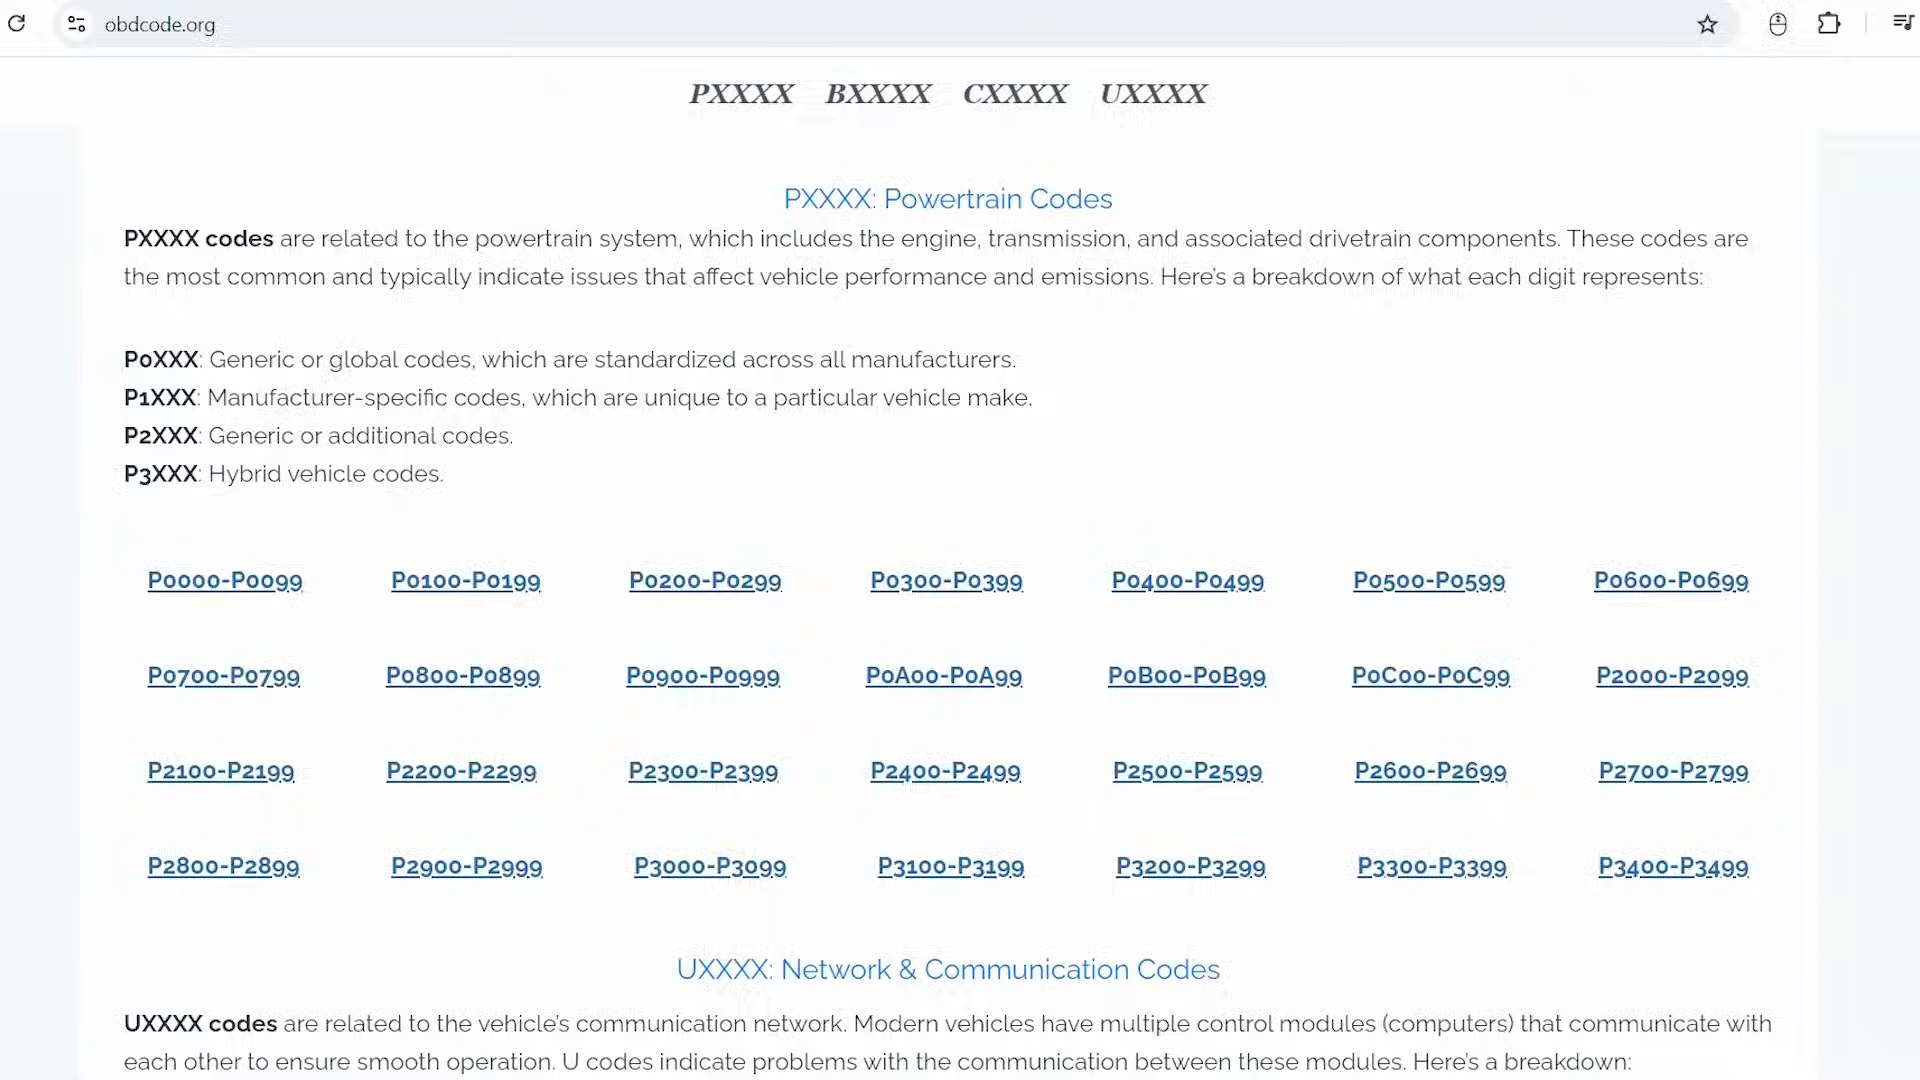 obdcode.org
PXXXX BXXXX CXXXX UXXXX
PXXXX: Powertrain Codes
PXXXX codes are related to the powertrain system, which includes the engine, transmission, and associated drivetrain components. These codes are
the most common and typically indicate issues that affect vehicle performance and emissions. Here's a breakdown of what each digit represents:
P0XXX: Generic or global codes, which are standardized across all manufacturers.
P1XXX: Manufacturer-specific codes, which are unique to a particular vehicle make.
P2XXX: Generic or additional codes.
P3XXX: Hybrid vehicle codes.
P0000-P0099 P0100-P0199 P0200-P0299 P0300-P0399 P0400-P0499 P0500-P0599 P0600-P0699
P0700-P0799 P0800-P0899 P0900-P0999 P0A00-P0A99 P0B00-P0B99 P0C00-P0C99 P2000-P2099
P2100-P2199 P2200-P2299 P2300-P2399 P2400-P2499 P2500-P2599 P2600-P2699 P2700-P2799
P2800-P2899 P2900-P2999 P3000-P3099 P3100-P3199 P3200-P3299 P3300-P3399 P3400-P3499
UXXXX: Network & Communication Codes
UXXXX codes are related to the vehicle's communication network. Modern vehicles have multiple control modules (computers) that communicate with
each other to ensure smooth operation. U codes indicate problems with the communication between these modules. Here's a breakdown: